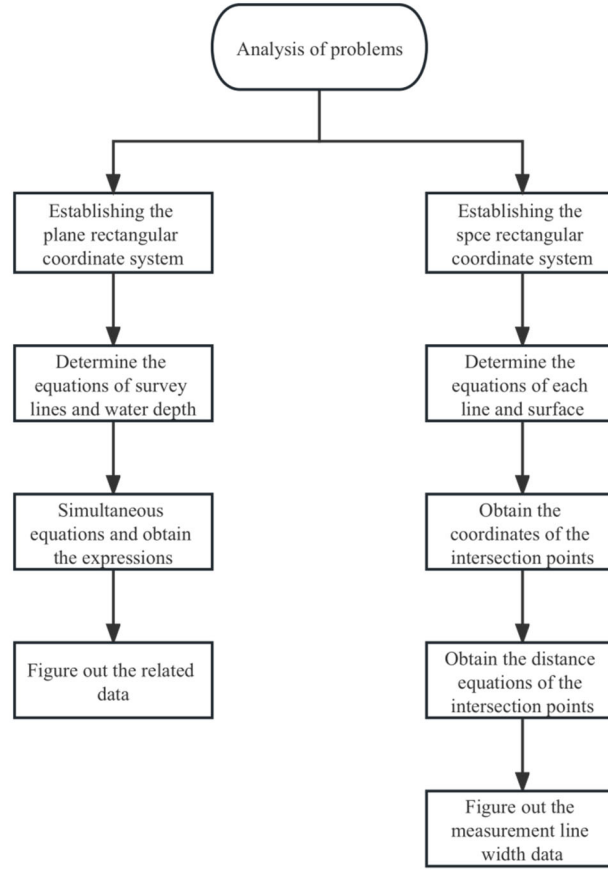 Analysis of problems
Establishing the
plane rectangular
coordinate system
Determine the
equations of survey
lines and water depth
Simultaneous
equations and obtain
the expressions
Figure out the related
data
Establishing the
spce rectangular
coordinate system
Determine the
equations of each
line and surface
Obtain the
coordinates of the
intersection points
Obtain the distance
equations of the
intersection points
Figure out the
measurement line
width data